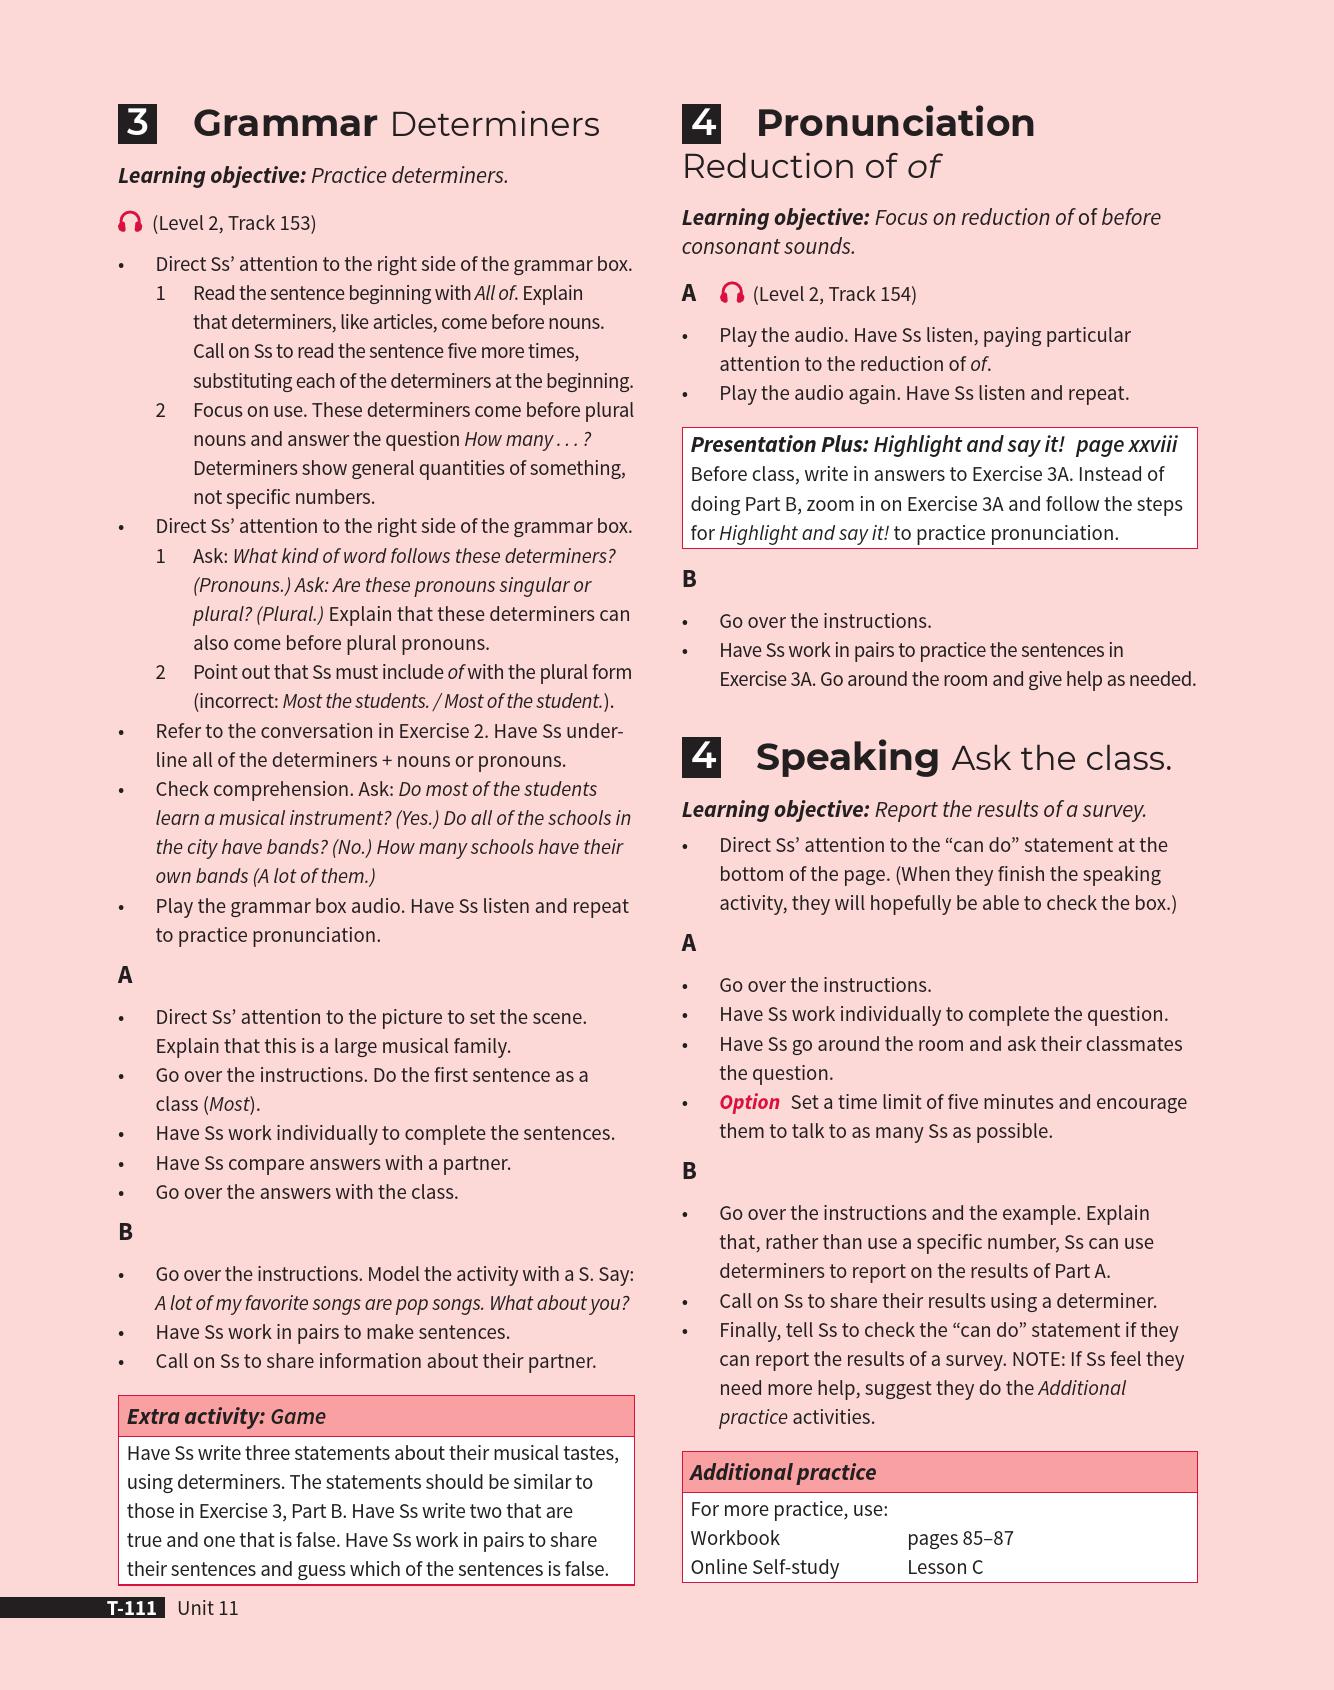 3 Grammar Determiners
Learning objective: Practice determiners.
(Level 2, Track 153)
• Direct Ss’ attention to the right side of the grammar box.
1 Read the sentence beginning with All of. Explain
that determiners, like articles, come before nouns.
Call on Ss to read the sentence five more times,
substituting each of the determiners at the beginning.
2 Focus on use. These determiners come before plural
nouns and answer the question How many . . . ?
Determiners show general quantities of something,
not specific numbers.
• Direct Ss’ attention to the right side of the grammar box.
1 Ask: What kind of word follows these determiners?
(Pronouns.) Ask: Are these pronouns singular or
plural? (Plural.) Explain that these determiners can
also come before plural pronouns.
2 Point out that Ss must include of with the plural form
(incorrect: Most the students. / Most of the student.).
• Refer to the conversation in Exercise 2. Have Ss under-
line all of the determiners + nouns or pronouns.
• Check comprehension. Ask: Do most of the students
learn a musical instrument? (Yes.) Do all of the schools in
the city have bands? (No.) How many schools have their
own bands (A lot of them.)
• Play the grammar box audio. Have Ss listen and repeat
to practice pronunciation.
A
• Direct Ss’ attention to the picture to set the scene.
Explain that this is a large musical family.
• Go over the instructions. Do the first sentence as a
class (Most).
• Have Ss work individually to complete the sentences.
• Have Ss compare answers with a partner.
• Go over the answers with the class.
B
• Go over the instructions. Model the activity with a S. Say:
A lot of my favorite songs are pop songs. What about you?
• Have Ss work in pairs to make sentences.
• Call on Ss to share information about their partner.
Extra activity: Game
Have Ss write three statements about their musical tastes,
using determiners. The statements should be similar to
those in Exercise 3, Part B. Have Ss write two that are
true and one that is false. Have Ss work in pairs to share
their sentences and guess which of the sentences is false.
4 Pronunciation
Reduction of of
Learning objective: Focus on reduction of of before
consonant sounds.
A (Level 2, Track 154)
• Play the audio. Have Ss listen, paying particular
attention to the reduction of of.
• Play the audio again. Have Ss listen and repeat.
Presentation Plus: Highlight and say it! page xxviii
Before class, write in answers to Exercise 3A. Instead of
doing Part B, zoom in on Exercise 3A and follow the steps
for Highlight and say it! to practice pronunciation.
B
• Go over the instructions.
• Have Ss work in pairs to practice the sentences in
Exercise 3A. Go around the room and give help as needed.
4 Speaking Ask the class.
Learning objective: Report the results of a survey.
• Direct Ss’ attention to the “can do” statement at the
bottom of the page. (When they finish the speaking
activity, they will hopefully be able to check the box.)
A
• Go over the instructions.
• Have Ss work individually to complete the question.
• Have Ss go around the room and ask their classmates
the question.
• Option Set a time limit of five minutes and encourage
them to talk to as many Ss as possible.
B
• Go over the instructions and the example. Explain
that, rather than use a specific number, Ss can use
determiners to report on the results of Part A.
• Call on Ss to share their results using a determiner.
• Finally, tell Ss to check the “can do” statement if they
can report the results of a survey. NOTE: If Ss feel they
need more help, suggest they do the Additional
practice activities.
Additional practice
For more practice, use:
Workbook pages 85–87
Online Self-study Lesson C
T-111 Unit 11